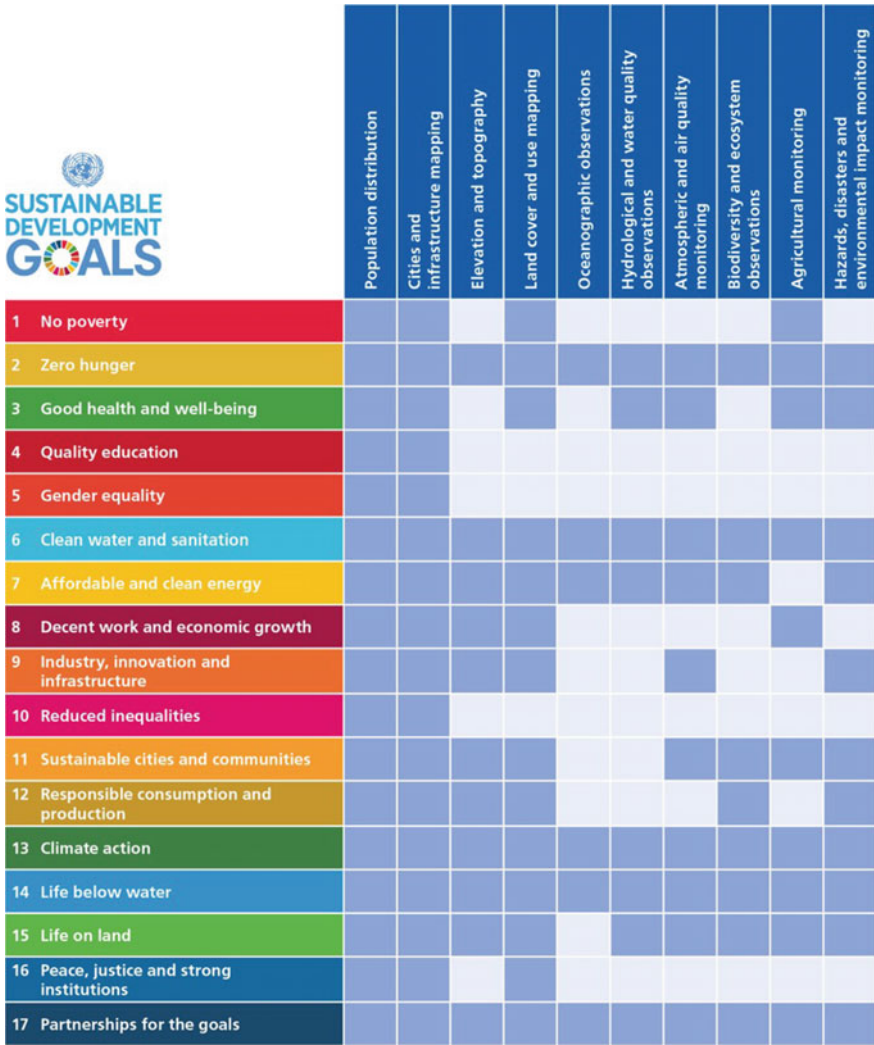 SUSTAINABLE
DEVELOPMENT
GOALS
Population distribution
Cities and
infrastructure mapping
Elevation and topography
Land cover and use mapping
Oceanographic observations
Hydrological and water quality
observations
Atmospheric and air quality
monitoring
Biodiversity and ecosystem
observations
Agricultural monitoring
Hazards, disasters and
environmental impact monitoring
1 No poverty
2 Zero hunger
3 Good health and well-being
4 Quality education
5 Gender equality
6 Clean water and sanitation
7 Affordable and clean energy
8 Decent work and economic growth
9 Industry, innovation and
infrastructure
10 Reduced inequalities
11 Sustainable cities and communities
12 Responsible consumption and
production
13 Climate action
14 Life below water
15 Life on land
16 Peace, justice and strong
institutions
17 Partnerships for the goals